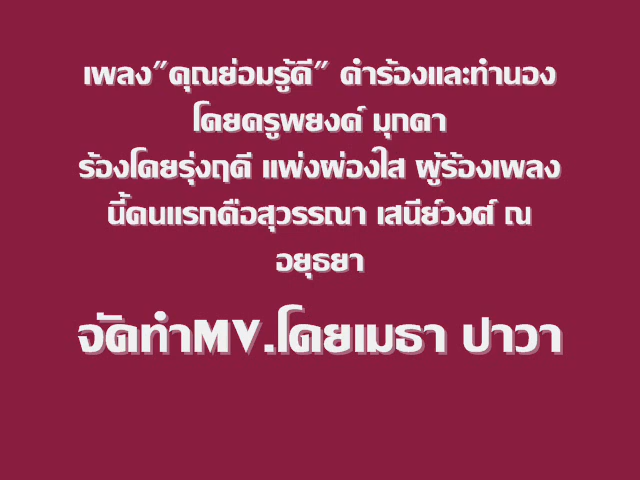 เพลง"คุณย่อมรู้ดี" คำร้องและทำนอง
โดยครูพยงค์ มุกดา
ร้องโดยรุ่งฤดี แพ่งผ่องใส ผู้ร้องเพลง
นี้คนแรกคือสุวรรณา เสนีย์วงศ์ ณ
อยุธยา
จัดทำMV.โดยเมธา ปาวา